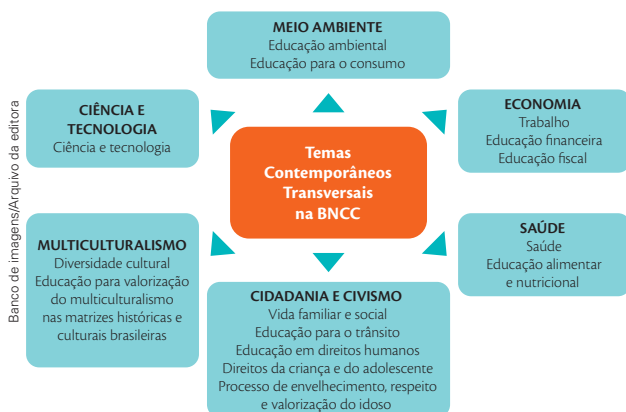 MEIO AMBIENTE
Educação ambiental
Educação para o consumo
CIÊNCIA E
TECNOLOGIA
Ciência e tecnologia
ECONOMIA
Trabalho
Educação financeira
Educação fiscal
Temas
Contemporâneos
Transversais
na BNCC
MULTICULTURALISMO
Diversidade cultural
Educação para valorização
do multiculturalismo
nas matrizes históricas e
culturais brasileiras
SAÚDE
Saúde
Educação alimentar
e nutricional
CIDADANIA E CIVISMO
Vida familiar e social
Educação para o trânsito
Educação em direitos humanos
Direitos da criança e do adolescente
Processo de envelhecimento, respeito
e valorização do idoso
Banco de imagens/Arquivo da editora